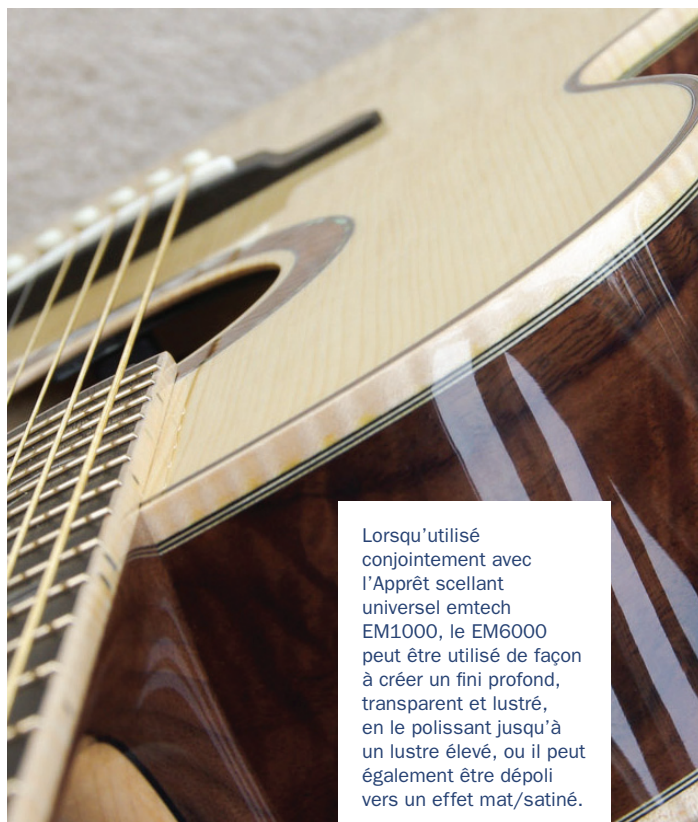 Lorsqu’utilisé
conjointement avec
l’Apprêt scellant
universel emtech
EM1000, le EM6000
peut être utilisé de façon
à créer un fini profond,
transparent et lustré,
en le polissant jusqu’à
un lustre élevé, ou il peut
également être dépoli
vers un effet mat/satiné.